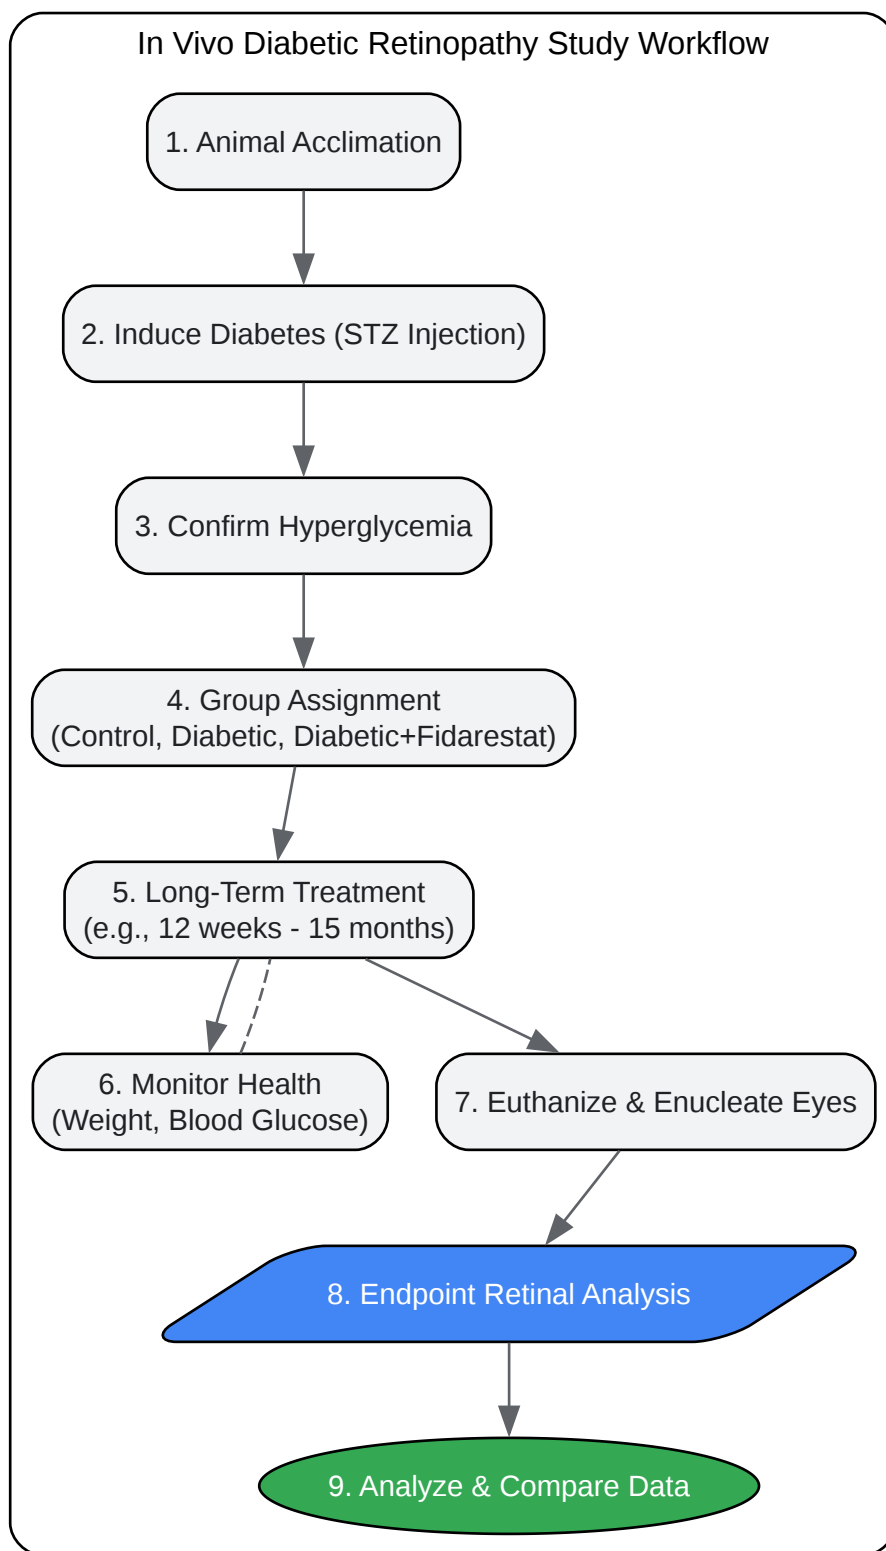 In Vivo Diabetic Retinopathy Study Workflow
1. Animal Acclimation
2. Induce Diabetes (STZ Injection)
3. Confirm Hyperglycemia
4. Group Assignment
(Control, Diabetic, Diabetic+Fidarestat)
5. Long-Term Treatment
(e.g., 12 weeks - 15 months)
6. Monitor Health
(Weight, Blood Glucose)
7. Euthanize & Enucleate Eyes
8. Endpoint Retinal Analysis
9. Analyze & Compare Data